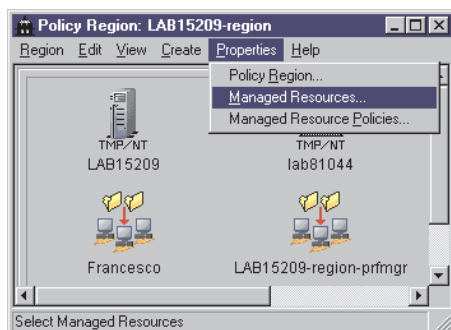 Policy Region: LAB15209-region
Region Edit View Create Properties Help
Policy Region...
Managed Resources...
Managed Resource Policies...
TMP/NT TMP/NT
LAB15209 lab81044
Francesco LAB15209-region-prfmgr
Select Managed Resources